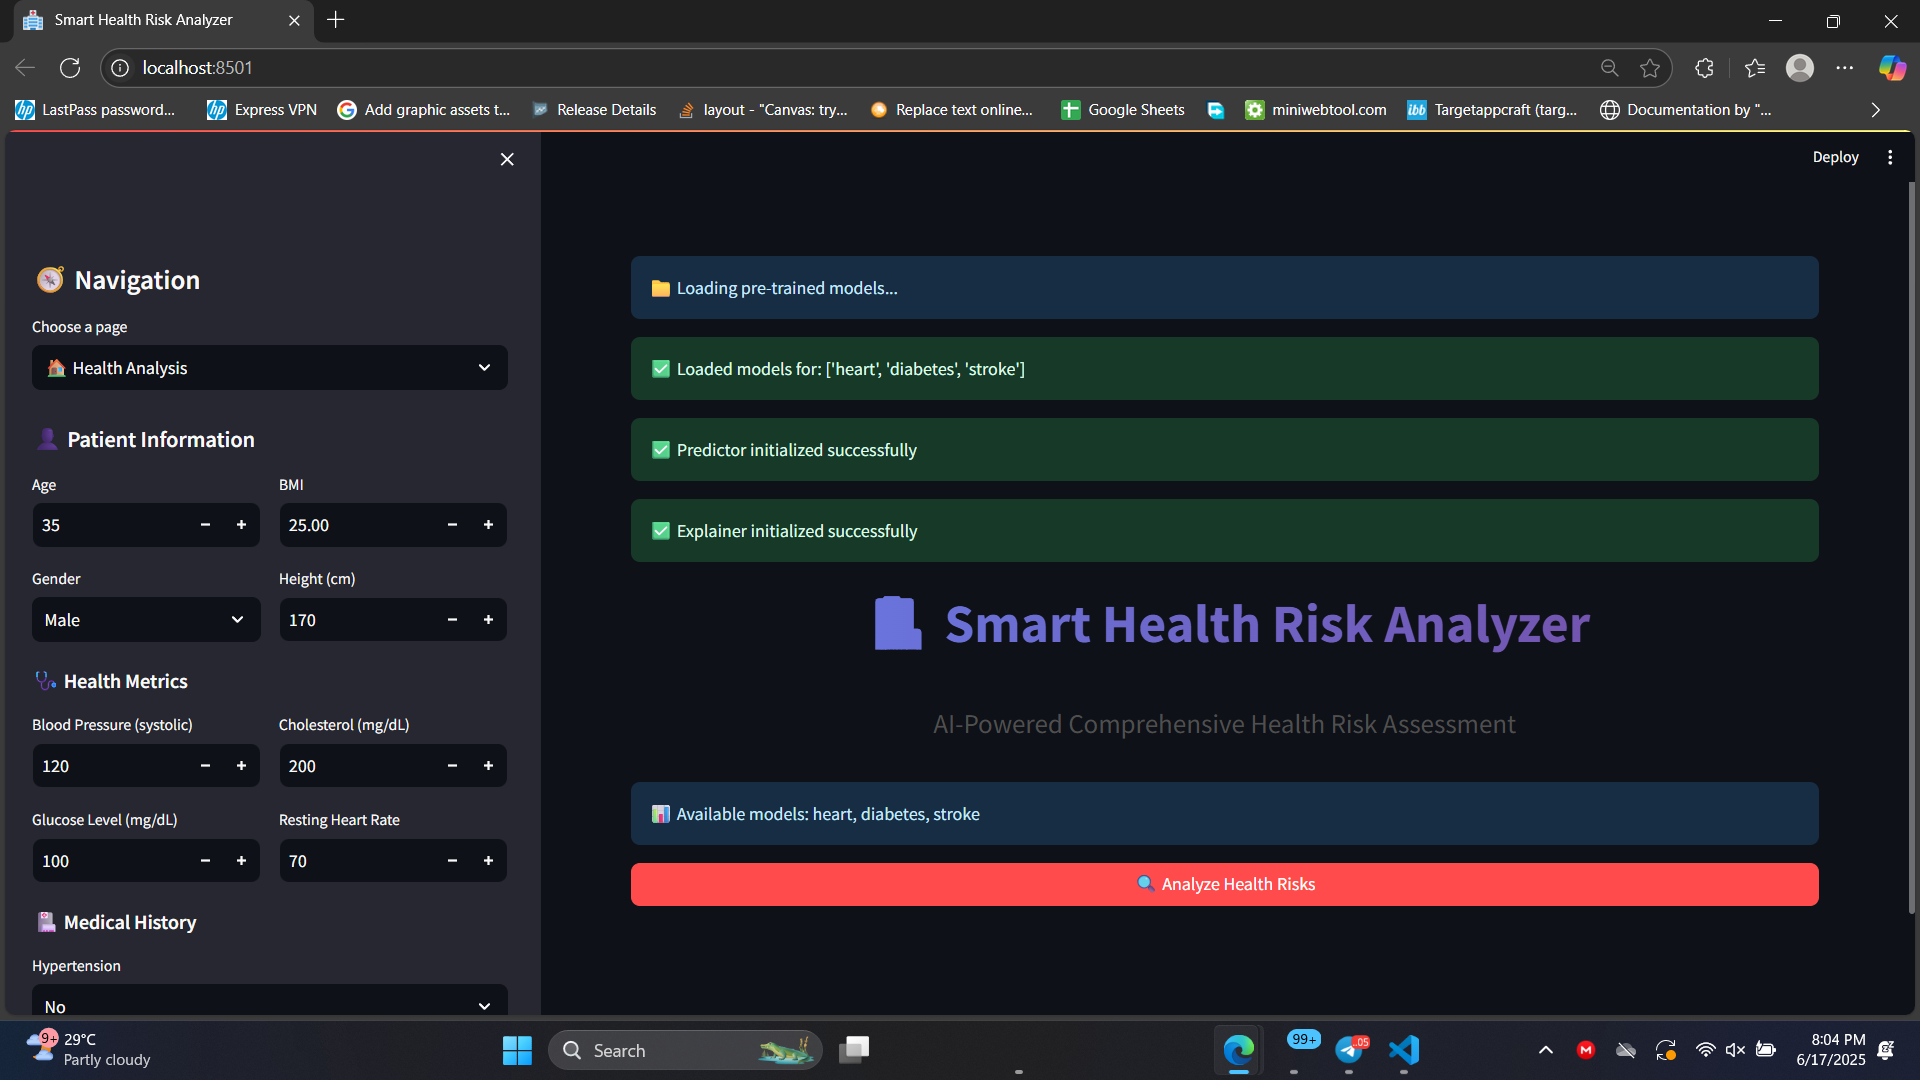 Smart Health Risk Analyzer
localhost:8501
LastPass password...
Express VPN
Add graphic assets t...
Release Details
layout - "Canvas: try...
Replace text online...
Google Sheets
miniwebtool.com
ibb
Targetappcraft (targ...
Documentation by "...
Deploy
Navigation
Choose a page
Health Analysis
Patient Information
Age
BMI
35
25.00
Gender
Height (cm)
Male
170
Health Metrics
Blood Pressure (systolic)
Cholesterol (mg/dL)
120
200
Glucose Level (mg/dL)
Resting Heart Rate
100
70
Medical History
Hypertension
No
Loading pre-trained models...
Loaded models for: ['heart', 'diabetes', 'stroke']
Predictor initialized successfully
Explainer initialized successfully
Smart Health Risk Analyzer
AI-Powered Comprehensive Health Risk Assessment
Available models: heart, diabetes, stroke
Analyze Health Risks
9+
29°C
Partly cloudy
Search
99+
.05
M
8:04 PM
6/17/2025